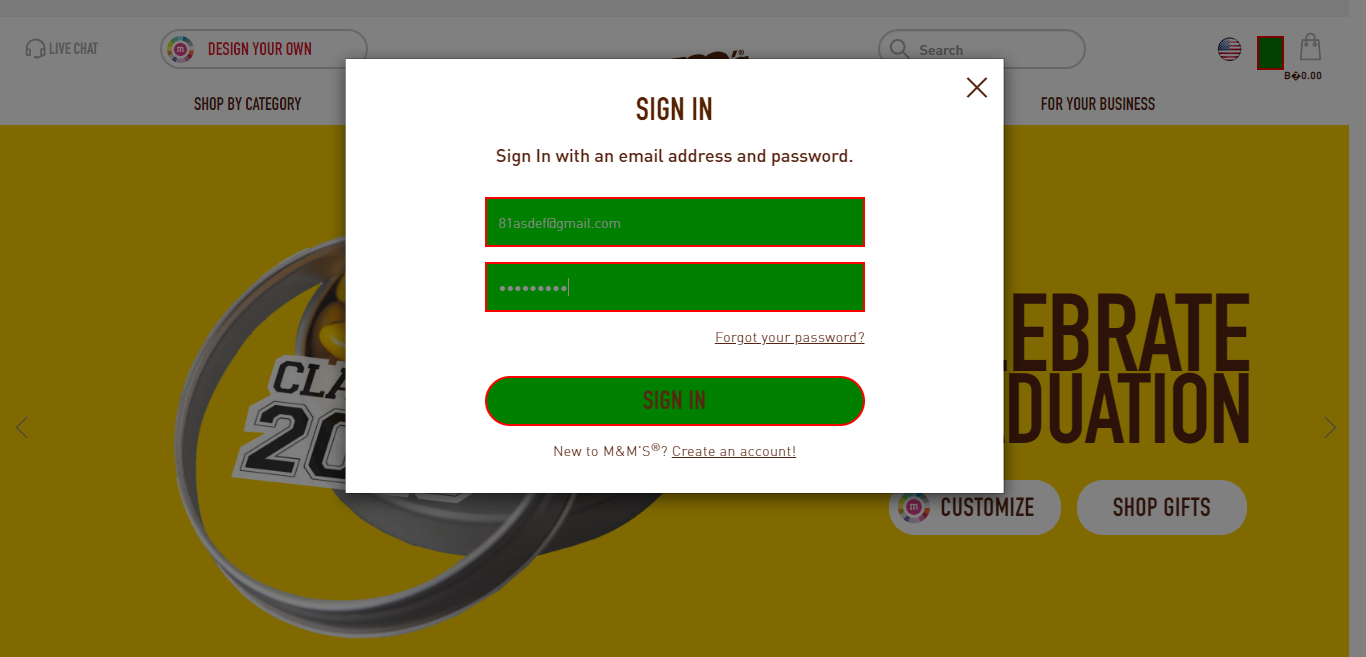 LIVE CHAT
DESIGN YOUR OWN
Search
B�0.00
SHOP BY CATEGORY
FOR YOUR BUSINESS
SIGN IN
Sign In with an email address and password.
81asdef@gmail.com
•••••••••
Forgot your password?
SIGN IN
New to M&M'S®? Create an account!
LEBRATE
DUATION
m CUSTOMIZE
SHOP GIFTS
CLA
20